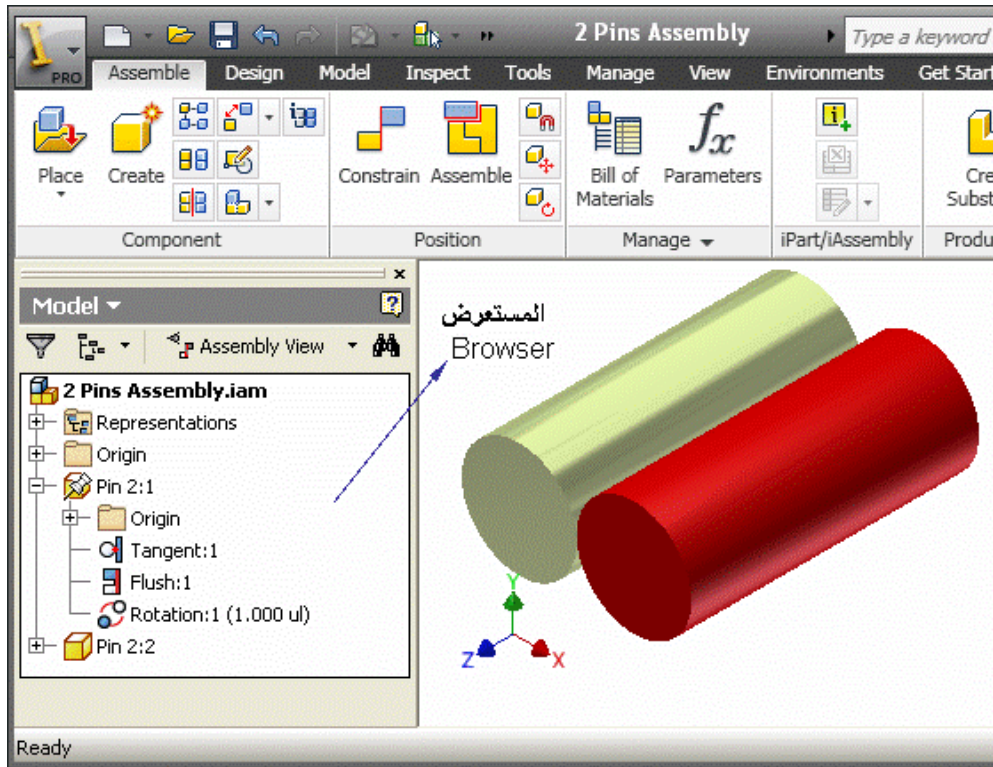 2 Pins Assembly
Type a keyword
PRO
Assemble Design Model Inspect Tools Manage View Environments Get Start
Place
Create
Constrain
Assemble
Bill of
Materials
fx
Parameters
Cre
Subst
Component
Position
Manage
iPart/iAssembly
Produ
Model
Assembly View
2 Pins Assembly.iam
Representations
Origin
Pin 2:1
Origin
Tangent:1
Flush:1
Rotation:1 (1.000 ul)
Pin 2:2
المستعرض
Browser
Y
Z
X
Ready